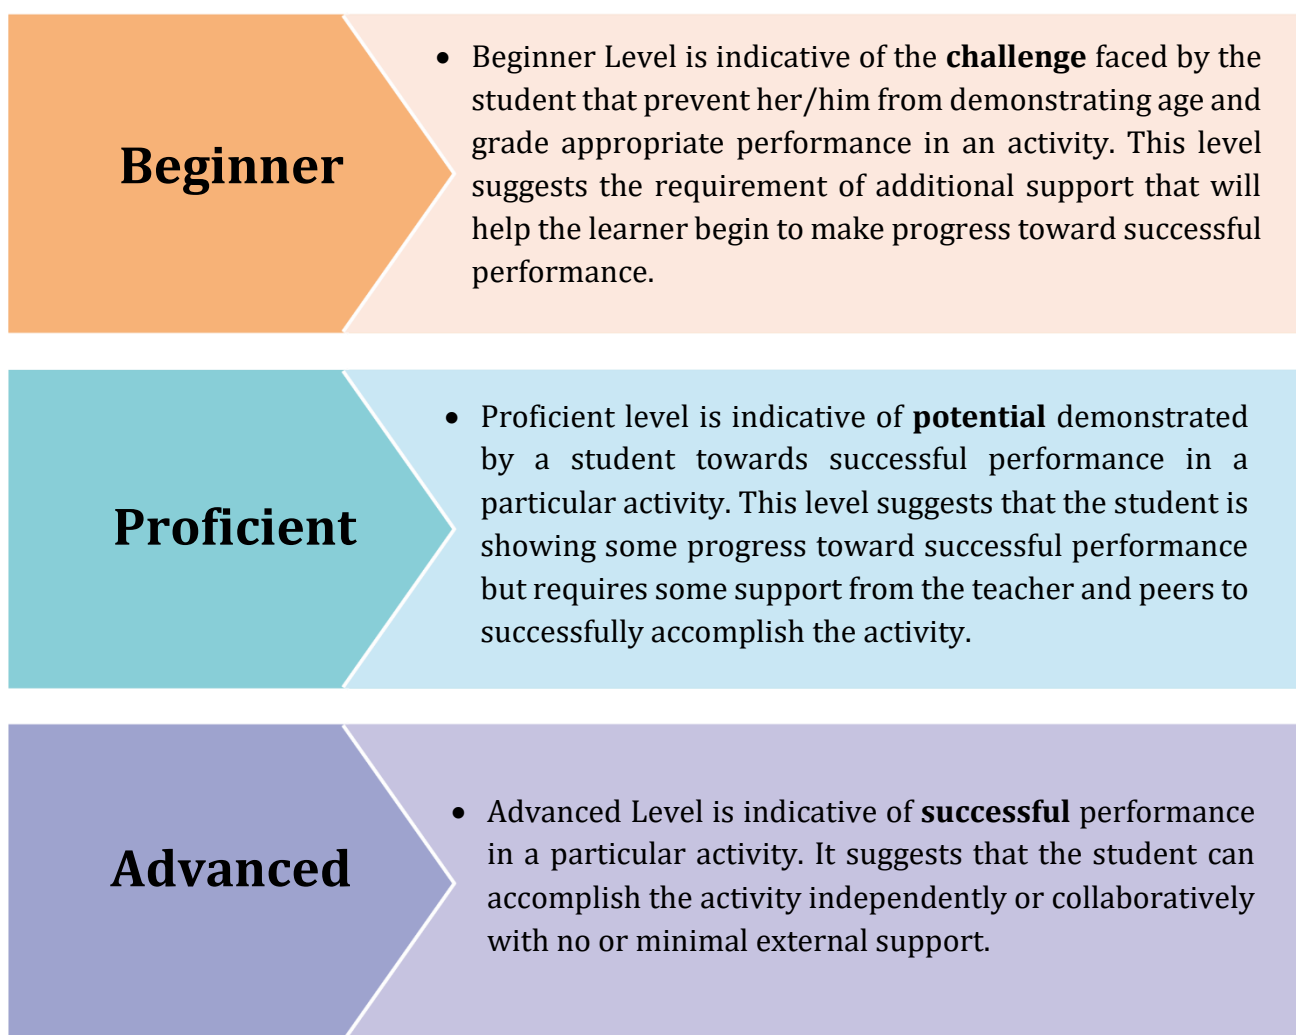 Beginner
• Beginner Level is indicative of the challenge faced by the
student that prevent her/him from demonstrating age and
grade appropriate performance in an activity. This level
suggests the requirement of additional support that will
help the learner begin to make progress toward successful
performance.
Proficient
• Proficient level is indicative of potential demonstrated
by a student towards successful performance in a
particular activity. This level suggests that the student is
showing some progress toward successful performance
but requires some support from the teacher and peers to
successfully accomplish the activity.
Advanced
• Advanced Level is indicative of successful performance
in a particular activity. It suggests that the student can
accomplish the activity independently or collaboratively
with no or minimal external support.